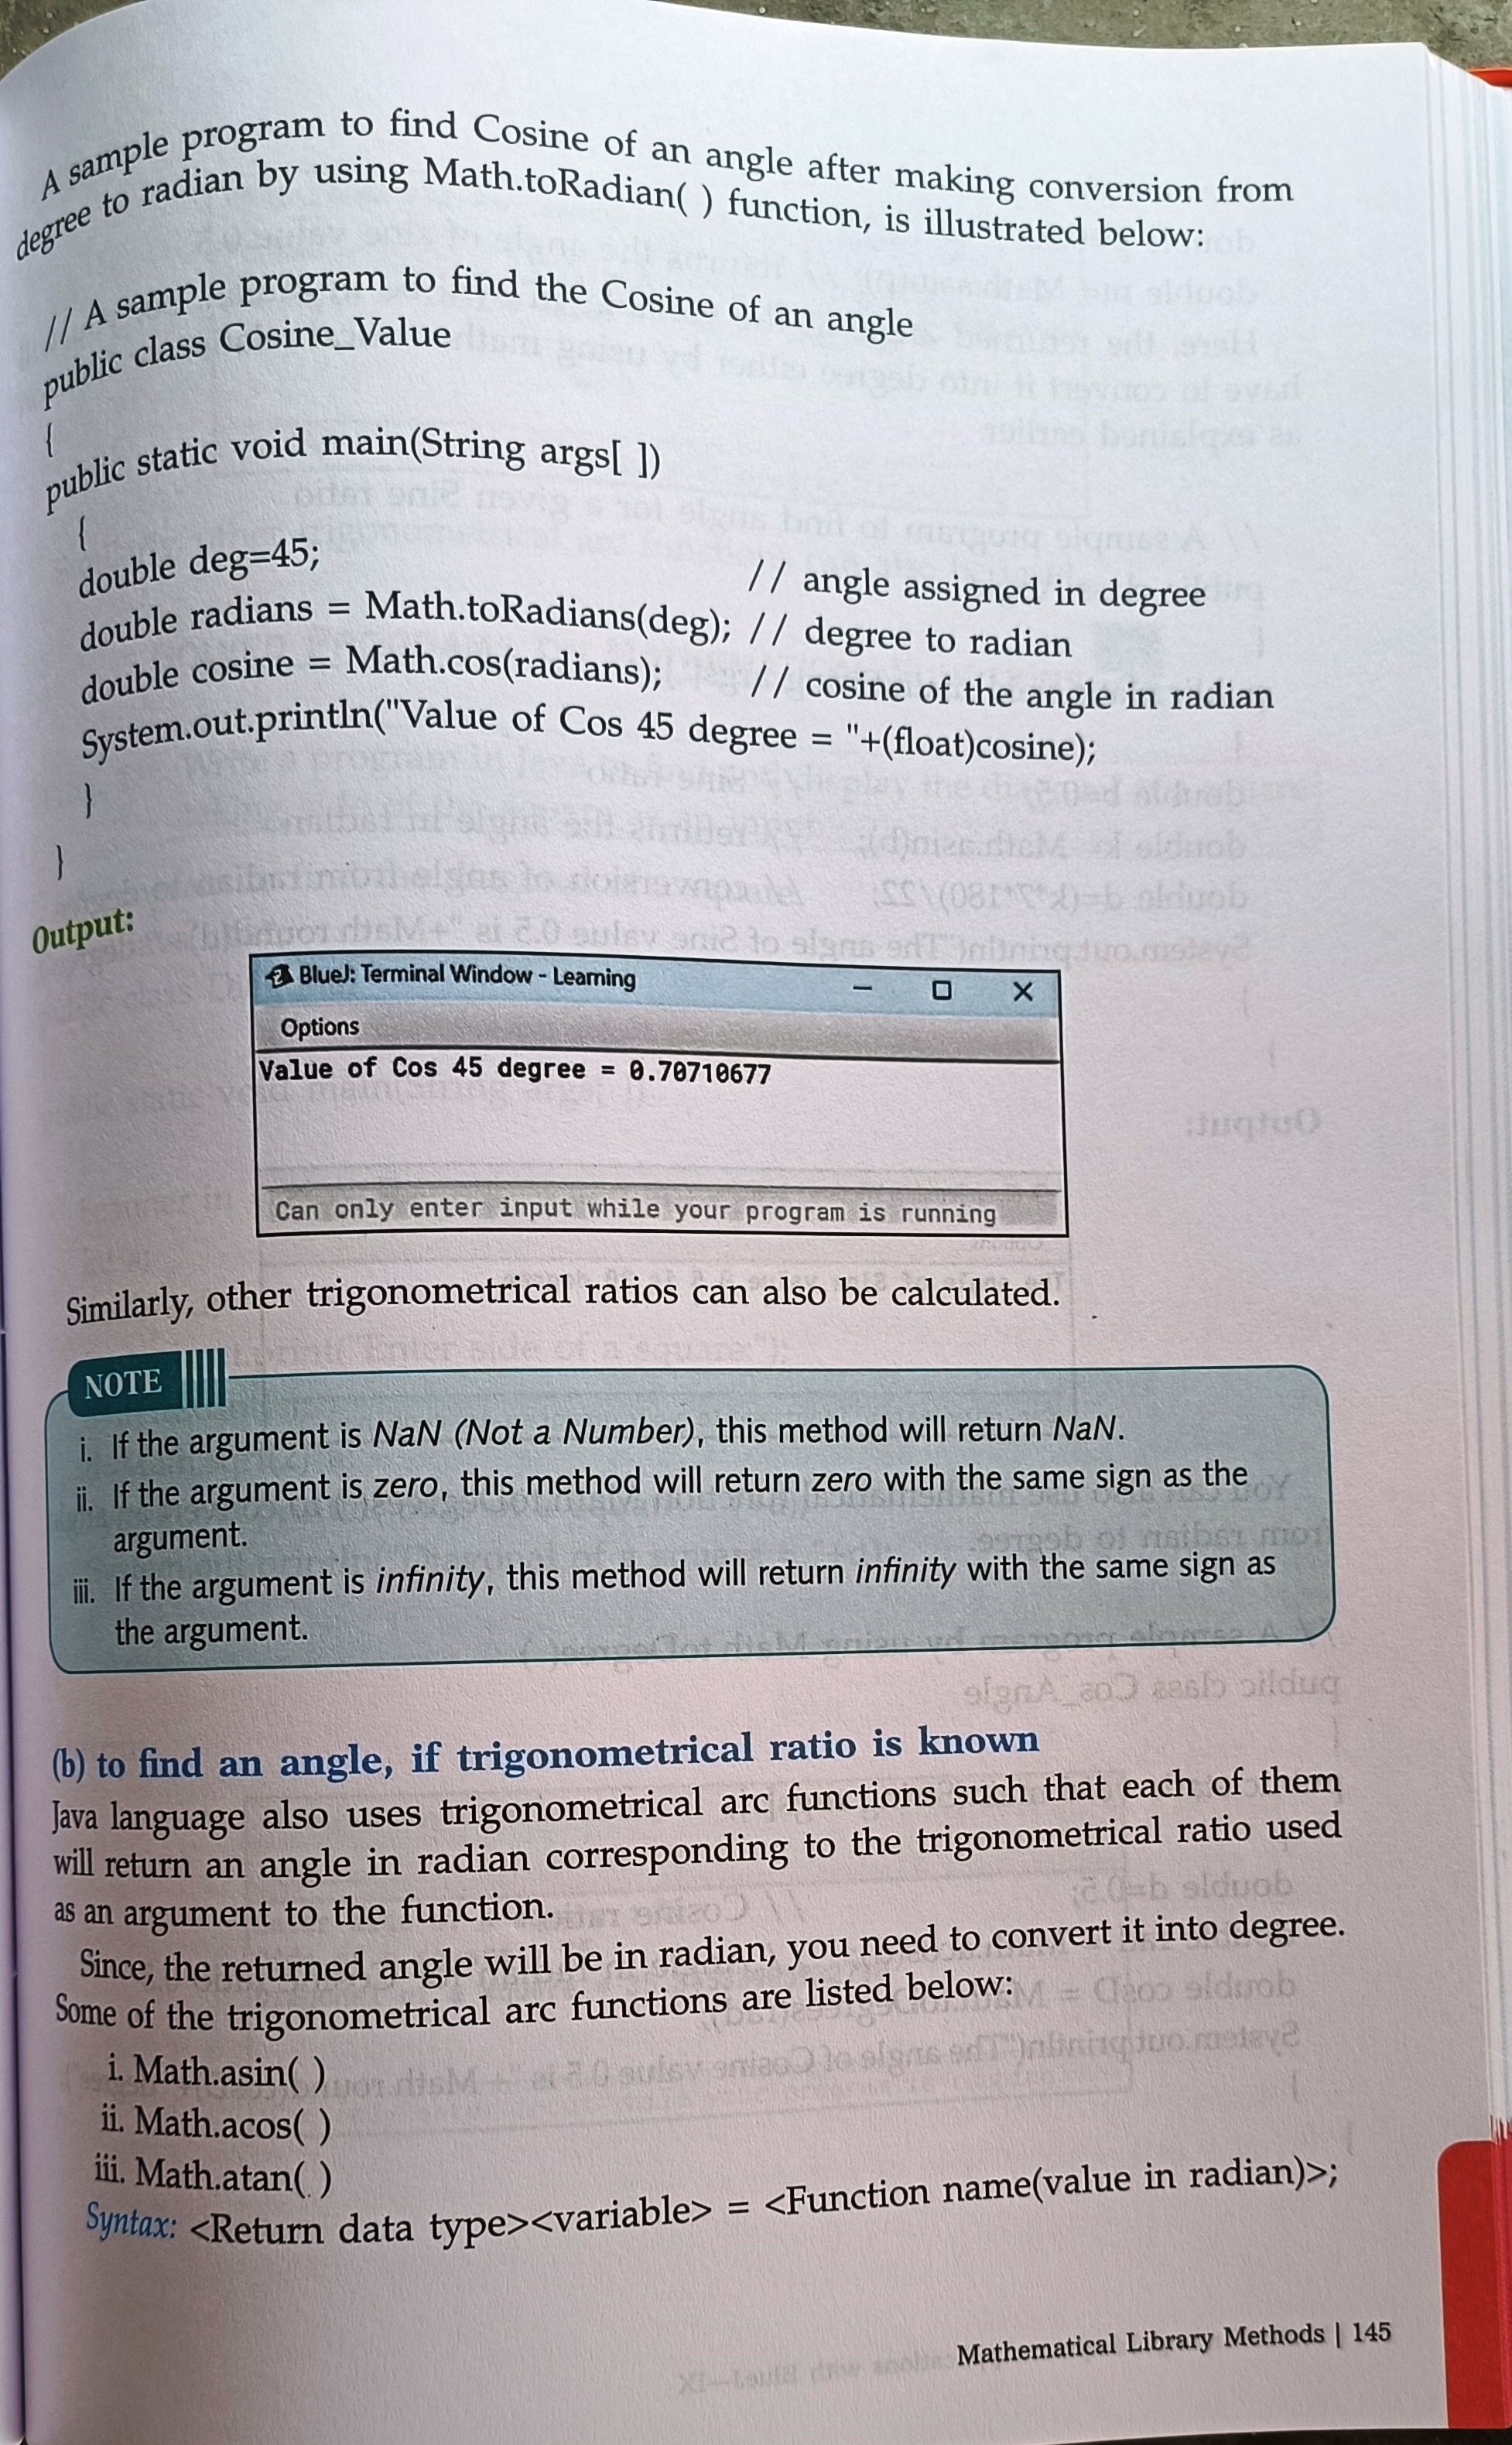 A sample program to find Cosine of an angle after making conversion from
degree to radian by using Math.toRadian( ) function, is illustrated below:
// A sample program to find the Cosine of an angle
public class Cosine_Value
{
public static void main(String args[ ])
{
double deg=45; // angle assigned in degree
double radians = Math.toRadians(deg); // degree to radian
double cosine = Math.cos(radians); // cosine of the angle in radian
System.out.println("Value of Cos 45 degree = "+(float)cosine);
}
}
Output:
BlueJ: Terminal Window - Learning
Options
Value of Cos 45 degree = 0.70710677
Can only enter input while your program is running
Similarly, other trigonometrical ratios can also be calculated.
NOTE
i. If the argument is NaN (Not a Number), this method will return NaN.
ii. If the argument is zero, this method will return zero with the same sign as the
argument.
iii. If the argument is infinity, this method will return infinity with the same sign as
the argument.
(b) to find an angle, if trigonometrical ratio is known
Java language also uses trigonometrical arc functions such that each of them
will return an angle in radian corresponding to the trigonometrical ratio used
as an argument to the function.
Since, the returned angle will be in radian, you need to convert it into degree.
Some of the trigonometrical arc functions are listed below:
i. Math.asin( )
ii. Math.acos( )
iii. Math.atan( )
Syntax: <Return data type><variable> = <Function name(value in radian)>;
Mathematical Library Methods | 145